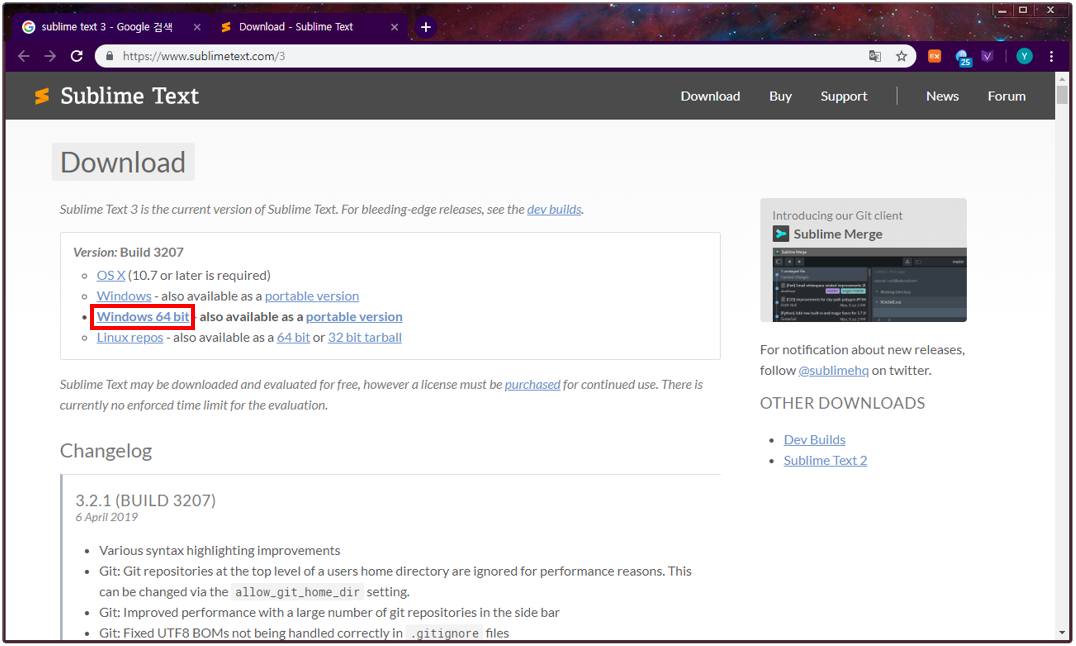 sublime text 3 - Google 검색
Download - Sublime Text
https://www.sublimetext.com/3
EX
25
Y
Sublime Text
Download Buy Support News Forum
Download
Sublime Text 3 is the current version of Sublime Text. For bleeding-edge releases, see the dev builds.
Version: Build 3207
OS X (10.7 or later is required)
Windows - also available as a portable version
Windows 64 bit - also available as a portable version
Linux repos - also available as a 64 bit or 32 bit tarball
Sublime Text may be downloaded and evaluated for free, however a license must be purchased for continued use. There is
currently no enforced time limit for the evaluation.
Changelog
3.2.1 (BUILD 3207)
6 April 2019
Various syntax highlighting improvements
Git: Git repositories at the top level of a users home directory are ignored for performance reasons. This
can be changed via the allow_git_home_dir setting.
Git: Improved performance with a large number of git repositories in the side bar
Git: Fixed UTF8 BOMs not being handled correctly in .gitignore files
Introducing our Git client
Sublime Merge
For notification about new releases,
follow @sublimehq on twitter.
OTHER DOWNLOADS
Dev Builds
Sublime Text 2